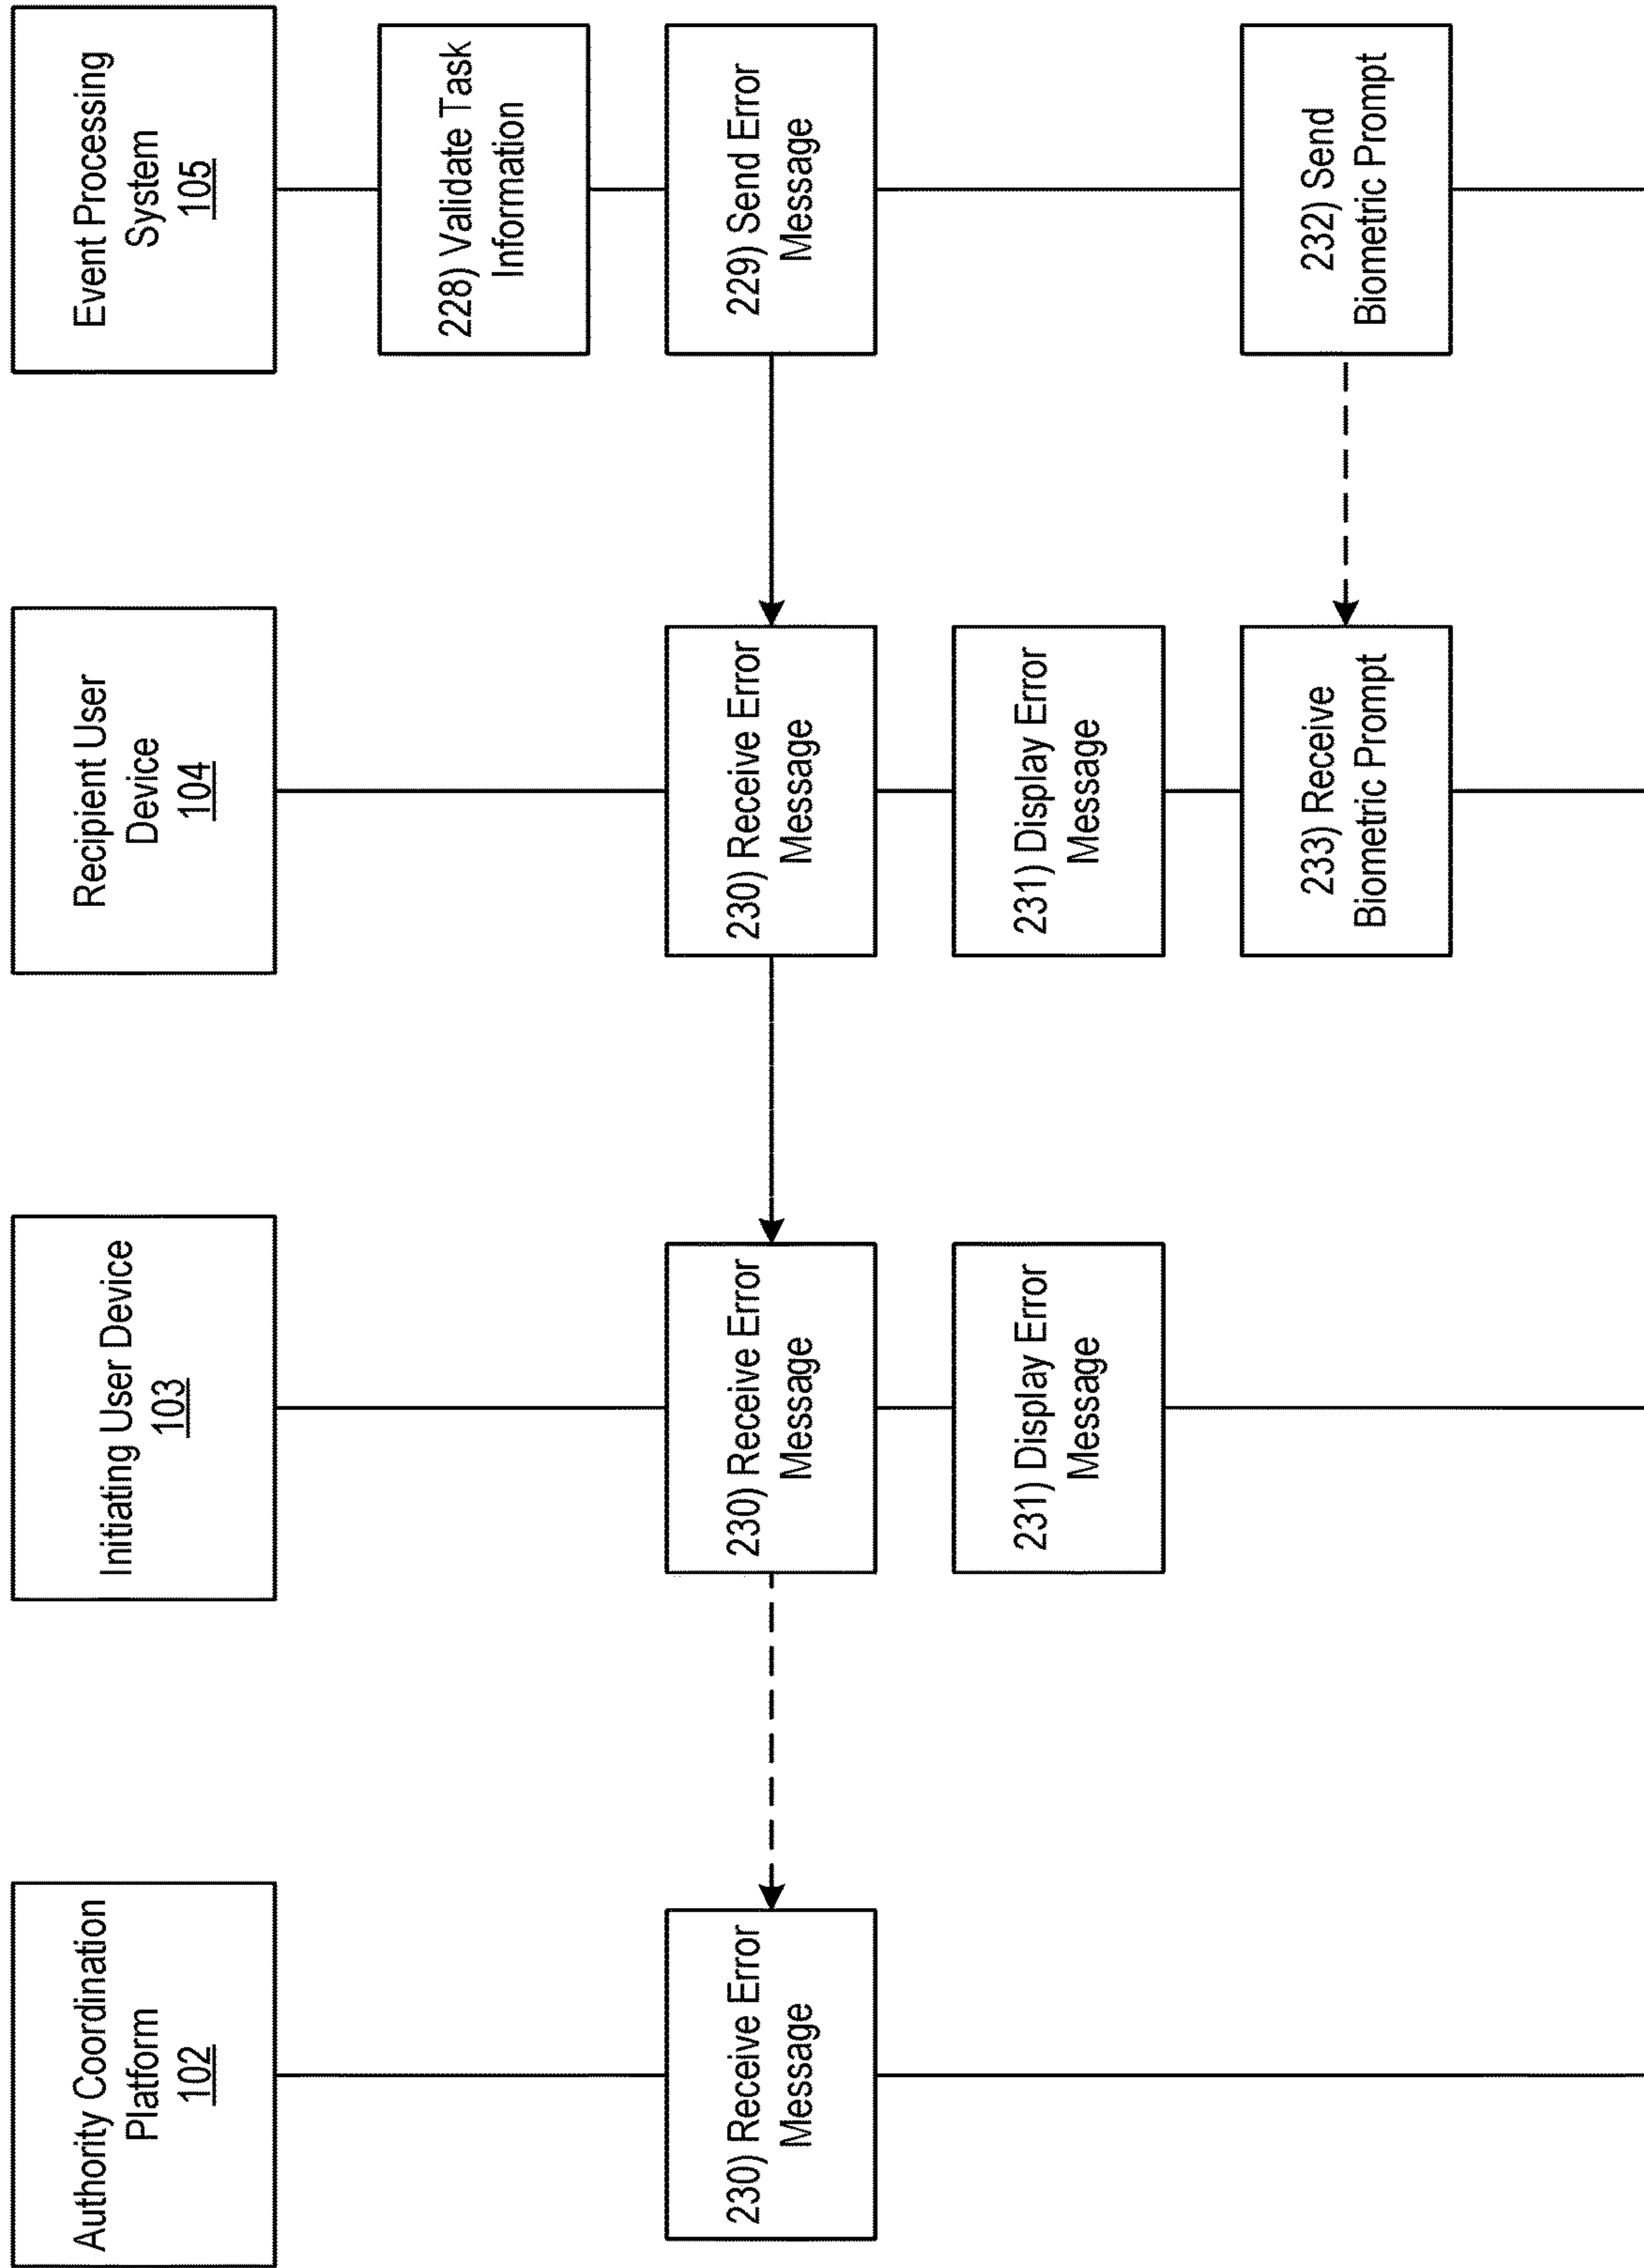 Authority Coordination
Platform
102
Initiating User Device
103
Recipient User
Device
104
Event Processing
System
105
228) Validate Task
Information
230) Receive Error
Message
230) Receive Error
Message
230) Receive Error
Message
229) Send Error
Message
231) Display Error
Message
231) Display Error
Message
233) Receive
Biometric Prompt
232) Send
Biometric Prompt